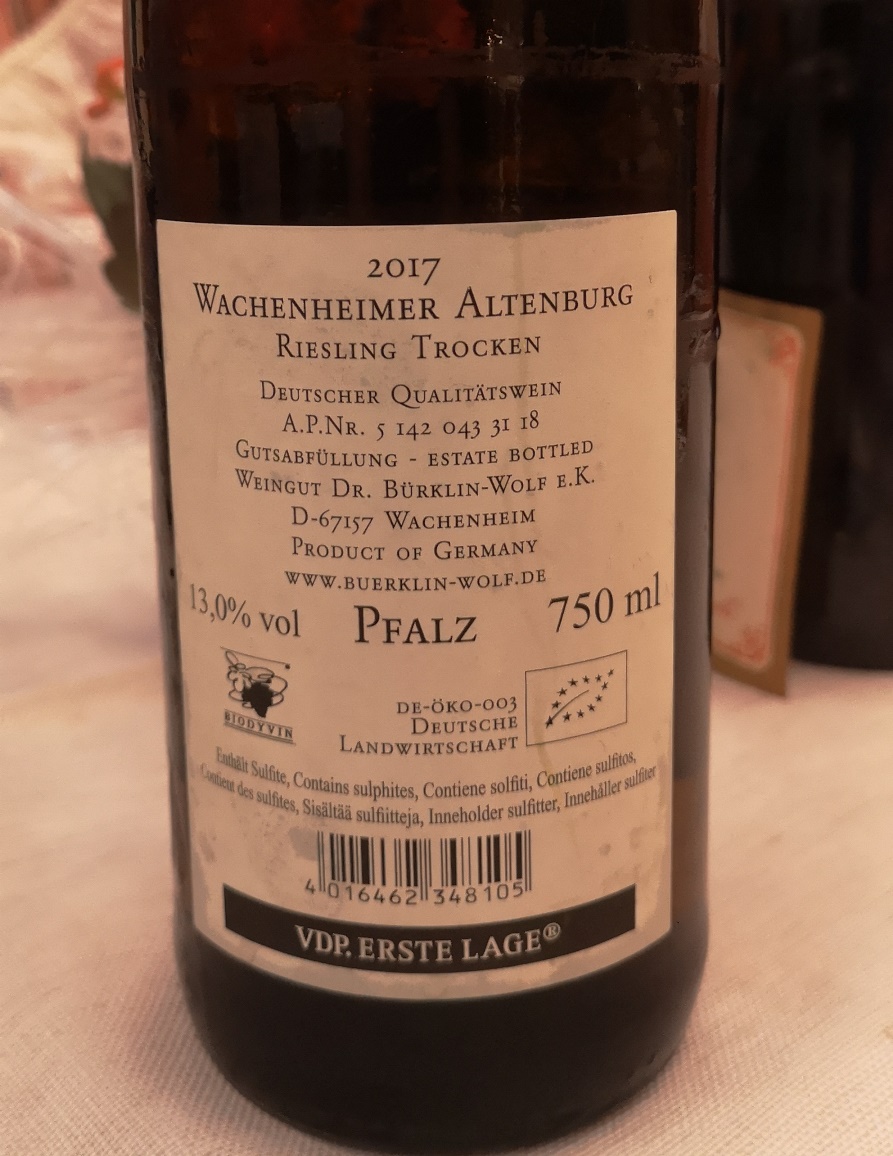 2017
WACHENHEIMER ALTENBURG
RIESLING TROCKEN
DEUTSCHER QUALITÄTSWEIN
A.P.NR. 5 142 043 31 18
GUTSABFÜLLUNG - ESTATE BOTTLED
WEINGUT DR. BÜRKLIN-WOLF E.K.
D-67157 WACHENHEIM
PRODUCT OF GERMANY
WWW.BUERKLIN-WOLF.DE
13,0% vol PFALZ 750 ml
BIODYVIN
DE-ÖKO-003
DEUTSCHE
LANDWIRTSCHAFT
Enthält Sulfite, Contains sulphites, Contiene solfiti, Contiene sulfitos,
Contient des sulfites, Sisältää sulfiitteja, Inneholder sulfitter, Innehåller sulfiter
4 016462 348105
VDP. ERSTE LAGE®